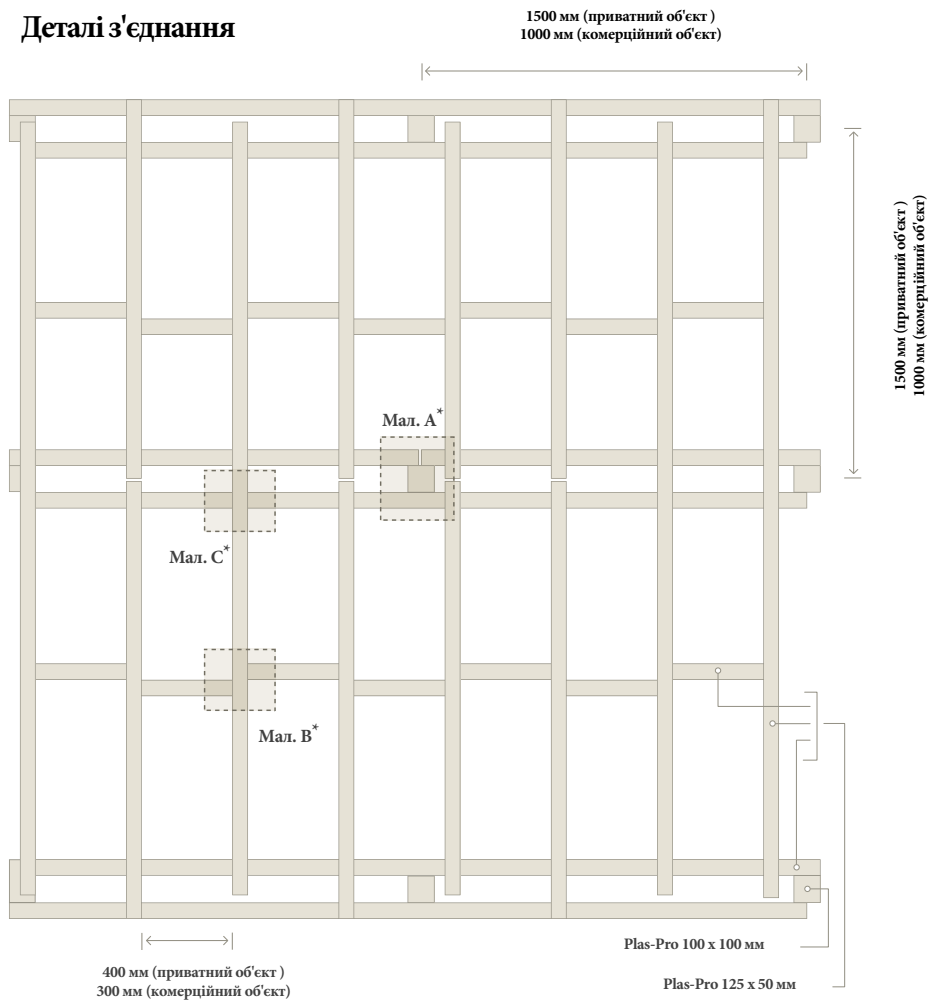 Деталі з'єднання
1500 мм (приватний об'єкт )
1000 мм (комерційний об'єкт)
1500 мм (приватний об'єкт )
1000 мм (комерційний об'єкт)
Мал. A*
Мал. C*
Мал. B*
Plas-Pro 100 x 100 мм
400 мм (приватний об'єкт )
300 мм (комерційний об'єкт)
Plas-Pro 125 x 50 мм